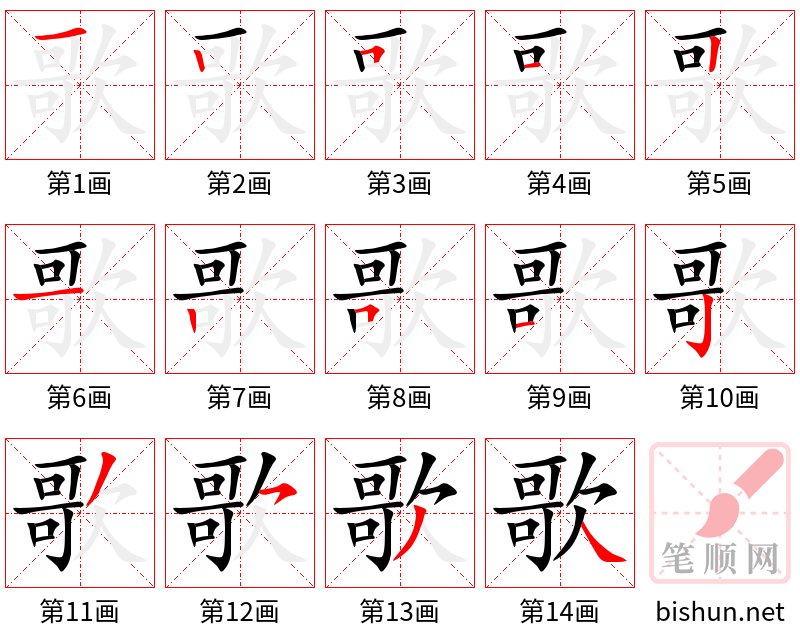 歌 歌 歌 歌 歌
第1画 第2画 第3画 第4画 第5画
歌 歌 歌 歌 歌
第6画 第7画 第8画 第9画 第10画
歌 歌 歌 歌 笔顺网
第11画 第12画 第13画 第14画 bishun.net